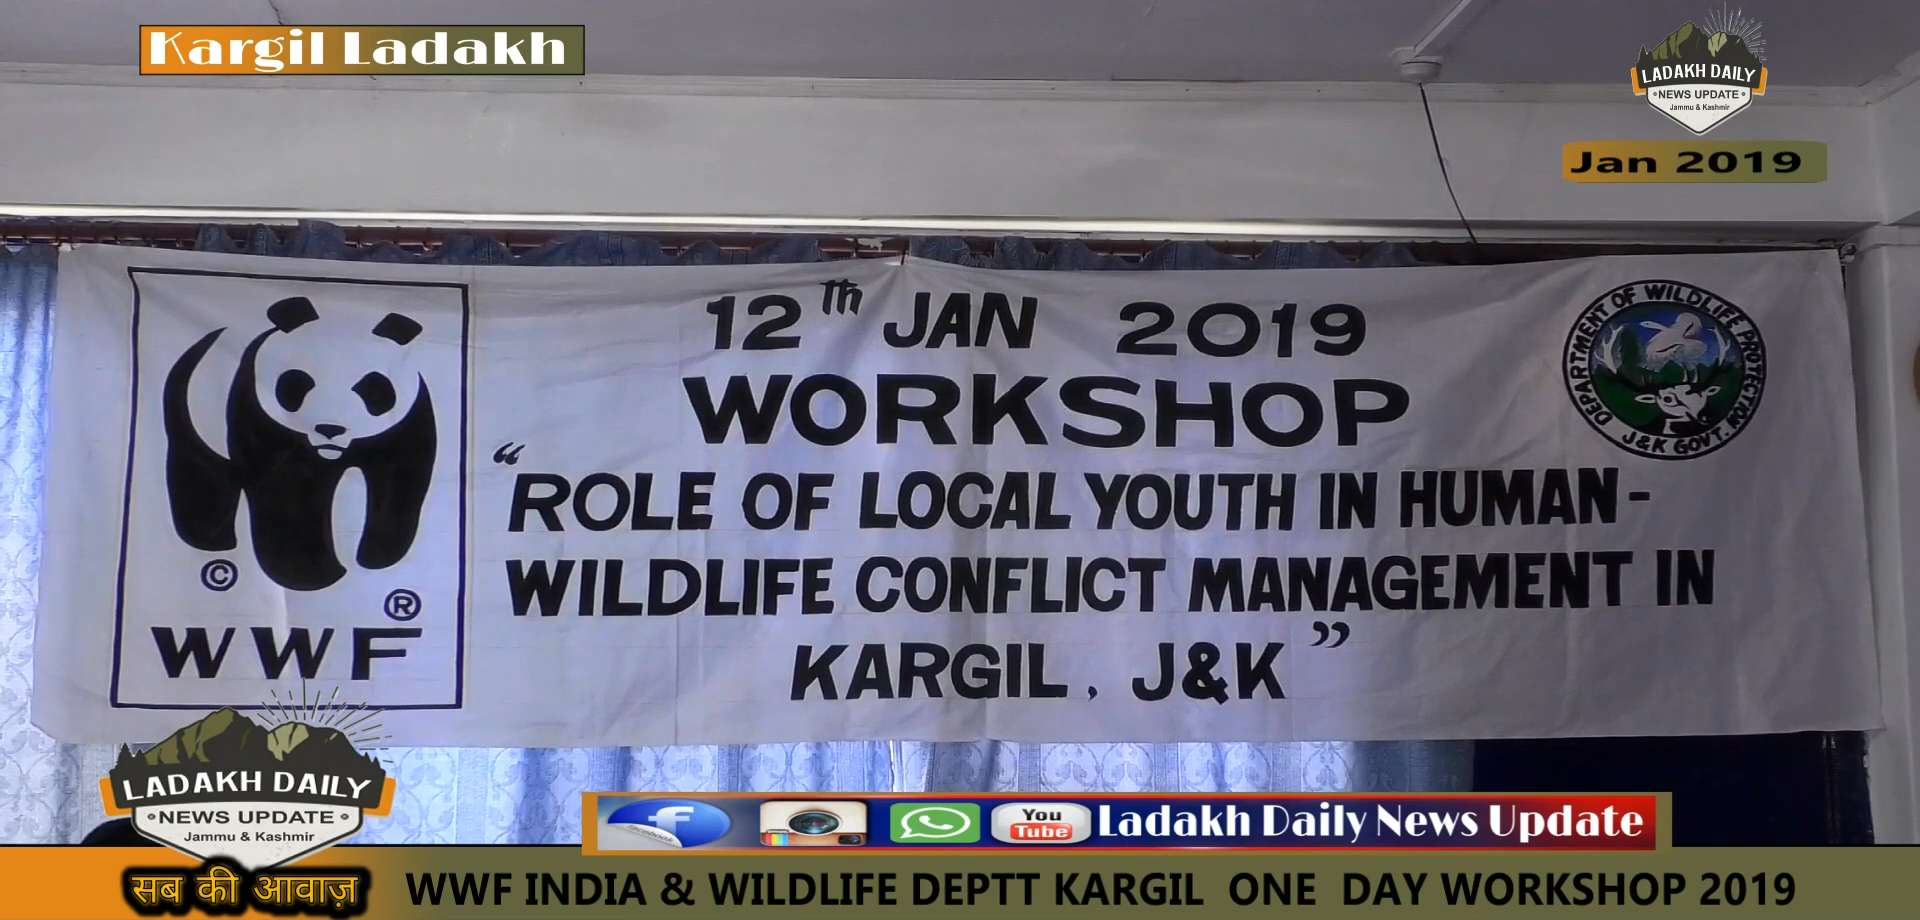 Kargil Ladakh
LADAKH DAILY
NEWS UPDATE
Jammu & Kashmir
Jan 2019
12th JAN 2019
WORKSHOP
“ROLE OF LOCAL YOUTH IN HUMAN-
WILDLIFE CONFLICT MANAGEMENT IN
KARGIL, J&K”
©
®
WWF
DEPARTMENT OF WILDLIFE PROTECTION
J&K GOVT.
LADAKH DAILY
NEWS UPDATE
Jammu & Kashmir
facebook
You
Tube
Ladakh Daily News Update
सब की आवाज़
WWF INDIA & WILDLIFE DEPTT KARGIL ONE DAY WORKSHOP 2019